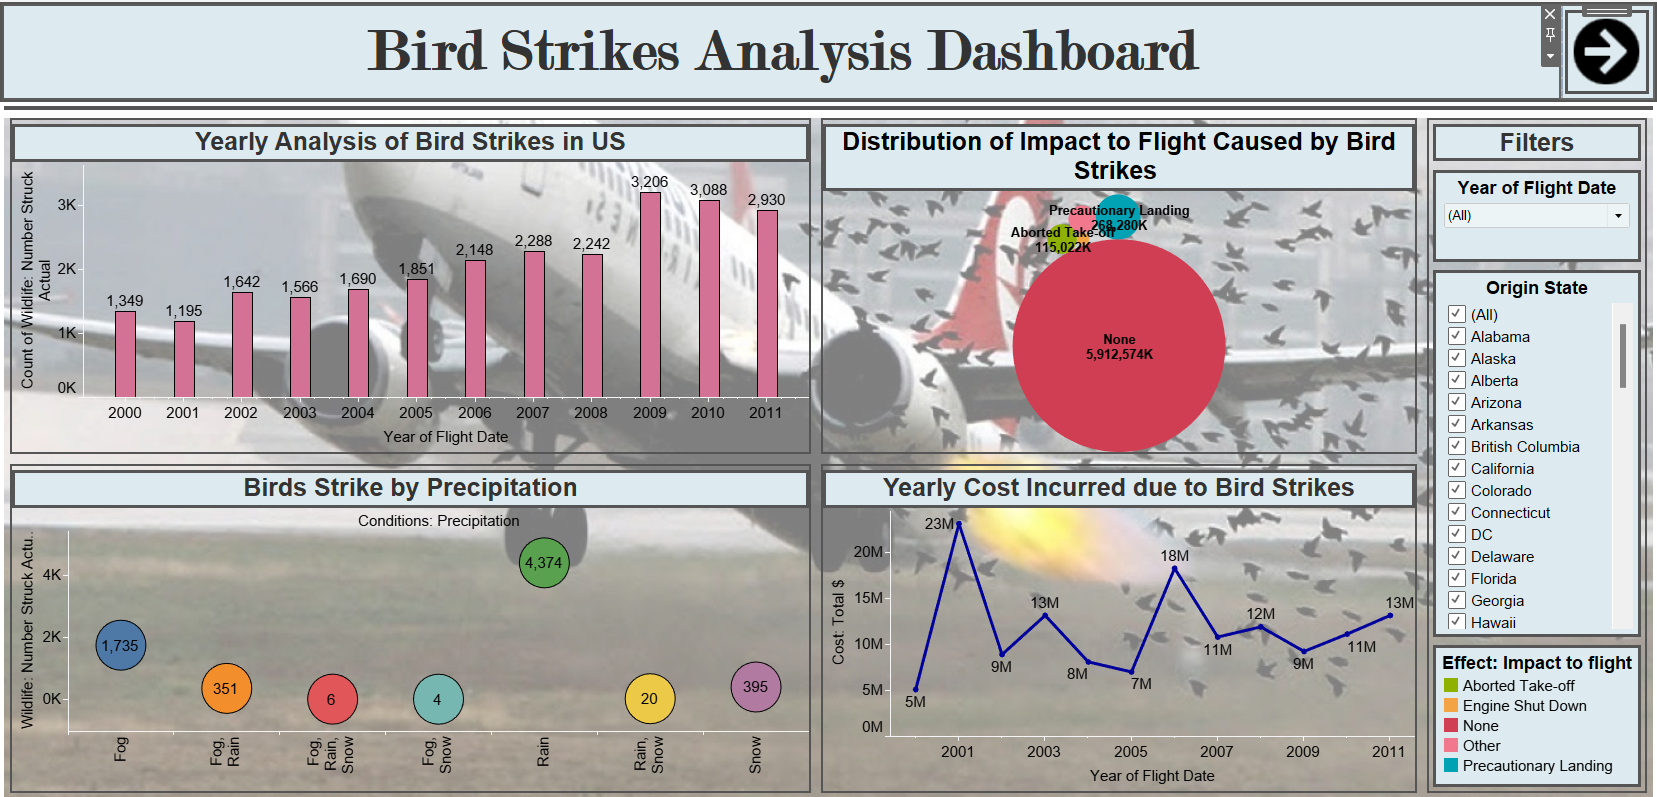 Bird Strikes Analysis Dashboard
Yearly Analysis of Bird Strikes in US
Count of Wildlife: Number Struck
Actual
3K
2K
1K
0K
1,349
1,195
1,642
1,566
1,690
1,851
2,148
2,288
2,242
3,206
3,088
2,930
2000
2001
2002
2003
2004
2005
2006
2007
2008
2009
2010
2011
Year of Flight Date
Distribution of Impact to Flight Caused by Bird
Strikes
Precautionary Landing
268,280K
Aborted Take-off
115,022K
None
5,912,574K
Birds Strike by Precipitation
Conditions: Precipitation
Wildlife: Number Struck Actu..
4K
2K
0K
1,735
351
6
4
4,374
20
395
Fog
Fog,
Rain
Fog,
Rain,
Snow
Fog,
Snow
Rain
Rain,
Snow
Snow
Yearly Cost Incurred due to Bird Strikes
Cost: Total $
20M
15M
10M
5M
0M
5M
23M
9M
13M
8M
7M
18M
11M
12M
9M
11M
13M
2001
2003
2005
2007
2009
2011
Year of Flight Date
Filters
Year of Flight Date
(All)
Origin State
(All)
Alabama
Alaska
Alberta
Arizona
Arkansas
British Columbia
California
Colorado
Connecticut
DC
Delaware
Florida
Georgia
Hawaii
Effect: Impact to flight
Aborted Take-off
Engine Shut Down
None
Other
Precautionary Landing